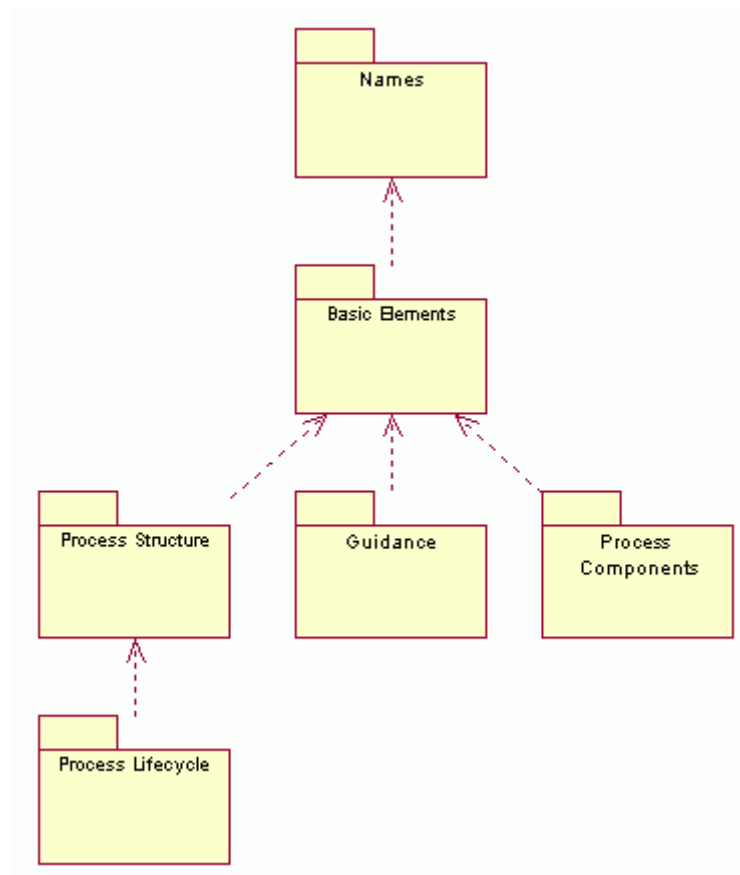 Names
Basic Elements
Process Structure
Guidance
Process
Components
Process Lifecycle